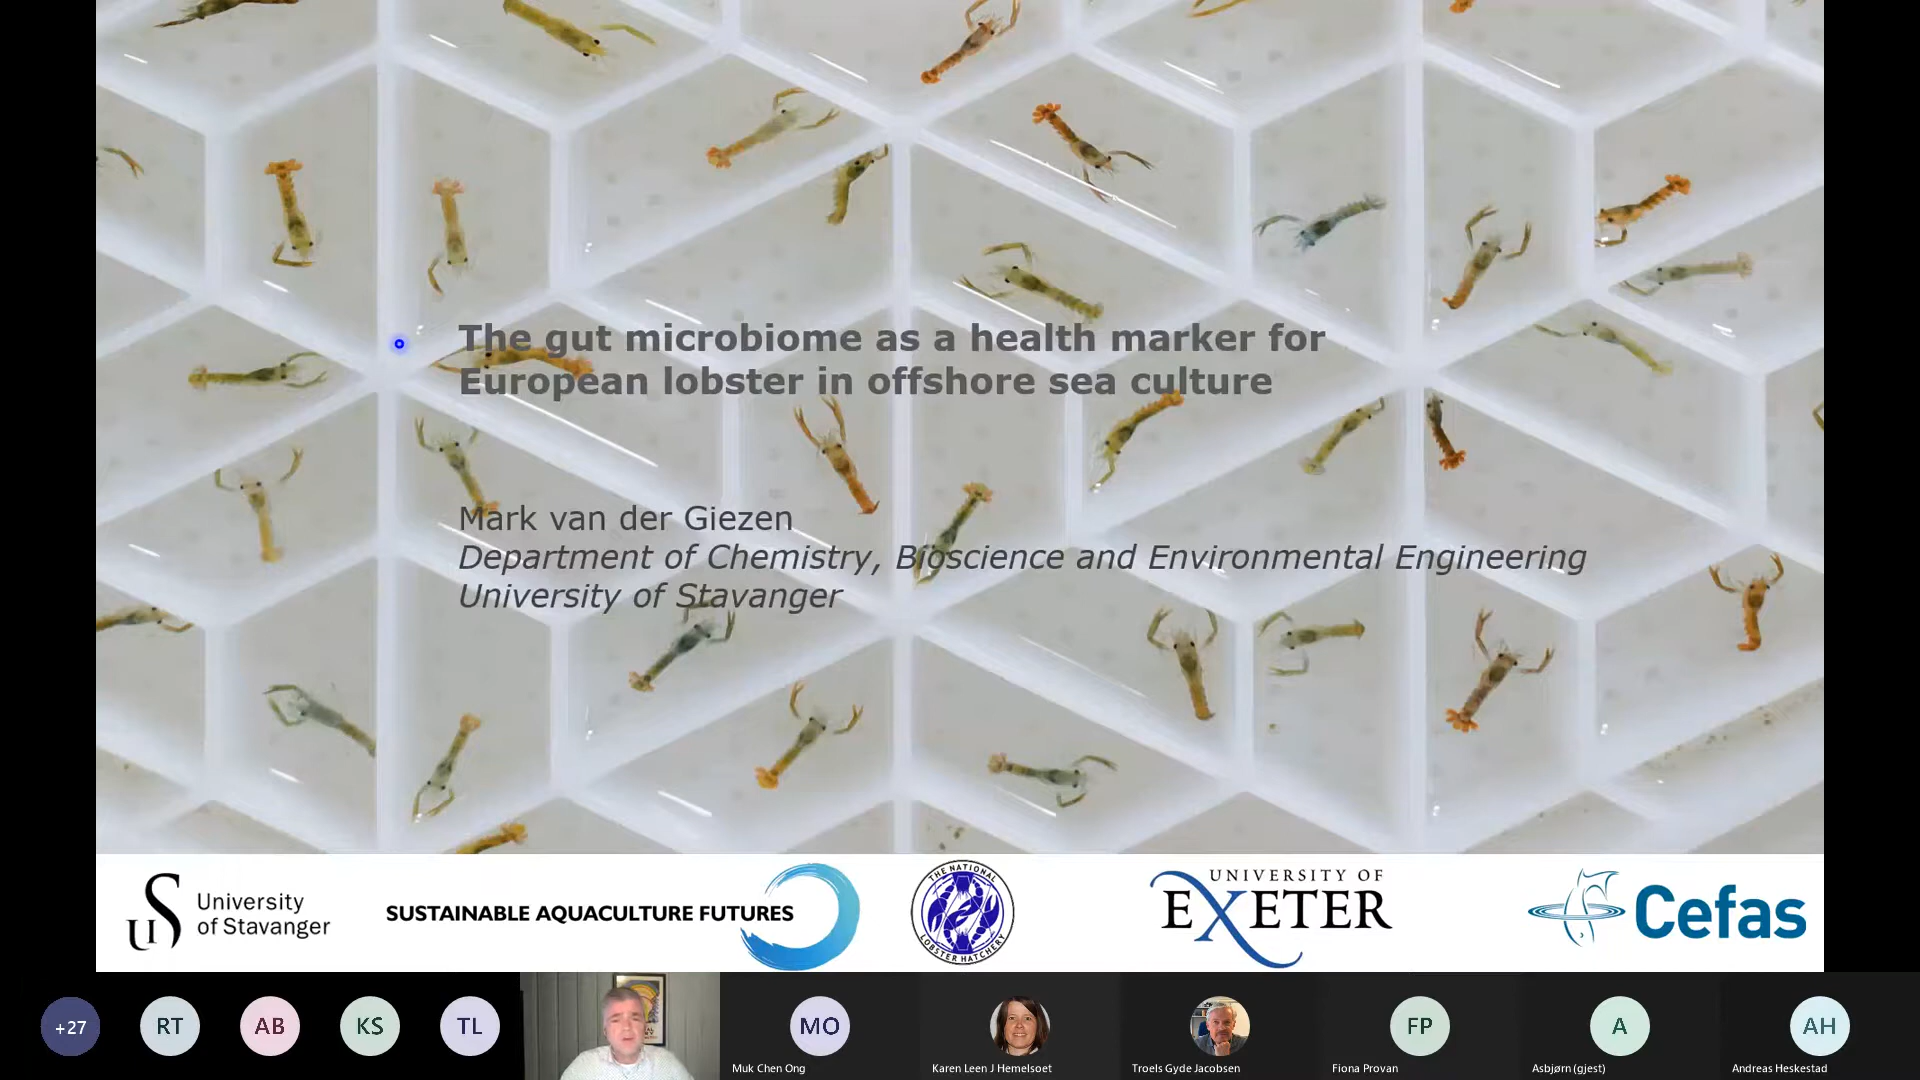 The gut microbiome as a health marker for
European lobster in offshore sea culture
Mark van der Giezen
Department of Chemistry, Bioscience and Environmental Engineering
University of Stavanger
uS
University
of Stavanger
SUSTAINABLE AQUACULTURE FUTURES
THE NATIONAL
LOBSTER HATCHERY
UNIVERSITY OF
EXETER
Cefas
+27
RT
AB
KS
TL
MO
FP
A
AH
Muk Chen Ong
Karen Leen J Hemelsoet
Troels Gyde Jacobsen
Fiona Provan
Asbjørn (gjest)
Andreas Heskestad